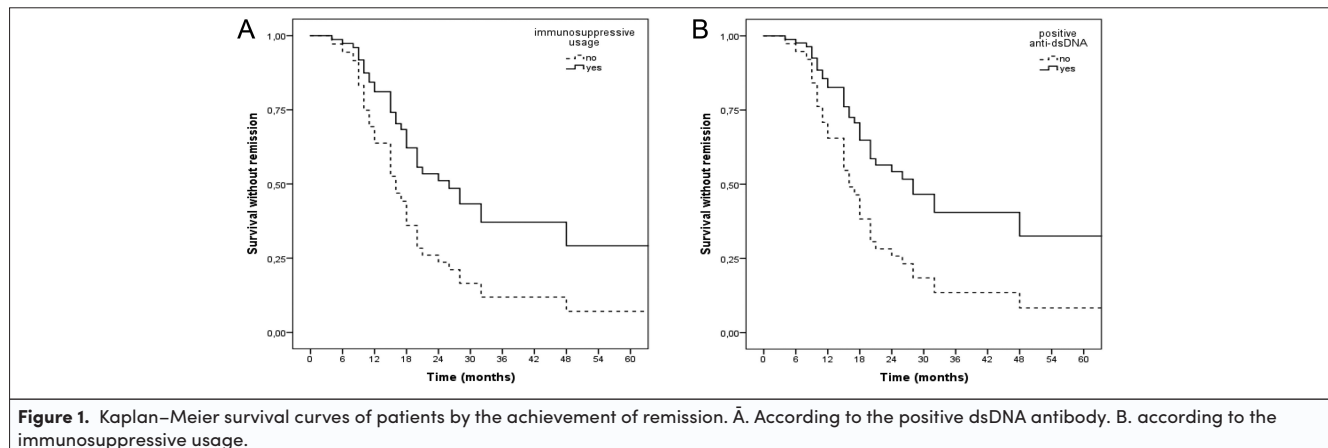 A
immunosuppressive
usage
no
yes
1,00
0,75
0,50
0,25
0,00
Survival without remission
0 6 12 18 24 30 36 42 48 54 60
Time (months)
B
positive
anti-dsDNA
no
yes
1,00
0,75
0,50
0,25
0,00
Survival without remission
0 6 12 18 24 30 36 42 48 54 60
Time (months)
Figure 1. Kaplan–Meier survival curves of patients by the achievement of remission. Ā. According to the positive dsDNA antibody. B. according to the
immunosuppressive usage.